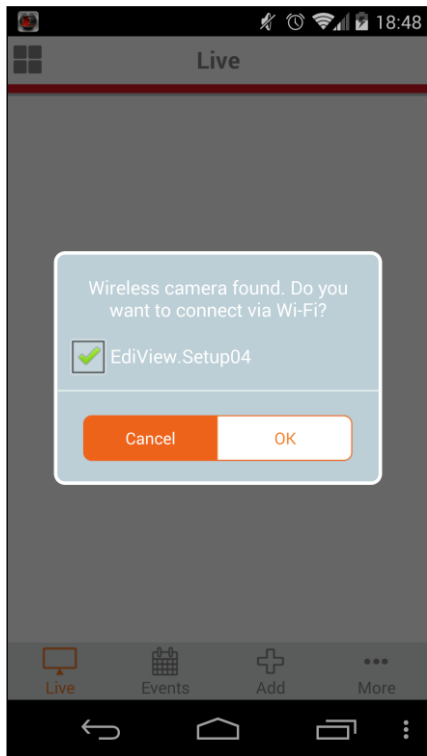 18:48
Live
Wireless camera found. Do you
want to connect via Wi-Fi?
EdiView.Setup04
Cancel OK
Live Events Add More